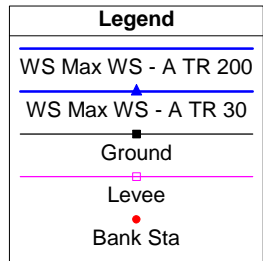 Legend
WS Max WS - A TR 200
WS Max WS - A TR 30
Ground
Levee
Bank Sta